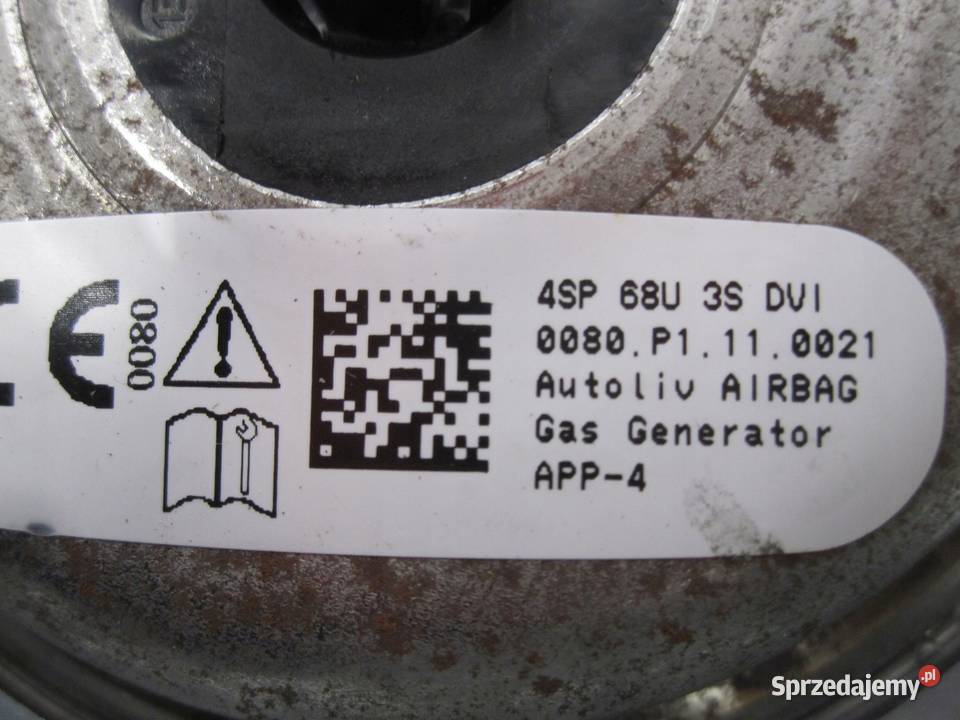 CE
0080
4SP 68U 3S DVI
0080.P1.11.0021
Autoliv AIRBAG
Gas Generator
APP-4
Sprzedajemy.pl